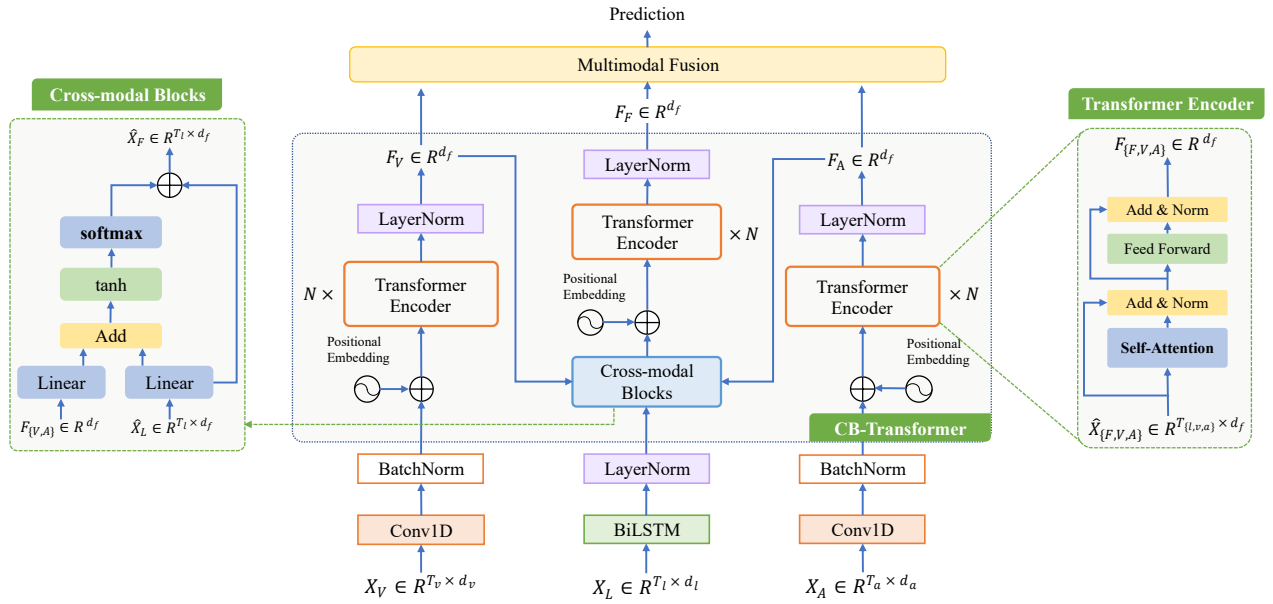 Prediction
Multimodal Fusion
Cross-modal Blocks
X̂_F ∈ R^{T_l × d_f}
softmax
tanh
Add
Linear
Linear
F_{{V,A}} ∈ R^{d_f}
X̂_L ∈ R^{T_l × d_f}
F_V ∈ R^{d_f}
LayerNorm
N ×
Transformer
Encoder
Positional
Embedding
BatchNorm
Conv1D
X_V ∈ R^{T_v × d_v}
F_F ∈ R^{d_f}
LayerNorm
Transformer
Encoder
× N
Positional
Embedding
Cross-modal
Blocks
LayerNorm
BiLSTM
X_L ∈ R^{T_l × d_l}
F_A ∈ R^{d_f}
LayerNorm
Transformer
Encoder
× N
Positional
Embedding
CB-Transformer
BatchNorm
Conv1D
X_A ∈ R^{T_a × d_a}
Transformer Encoder
F_{{F,V,A}} ∈ R^{d_f}
Add & Norm
Feed Forward
Add & Norm
Self-Attention
X̂_{{F,V,A}} ∈ R^{T_{{l,v,a}} × d_f}